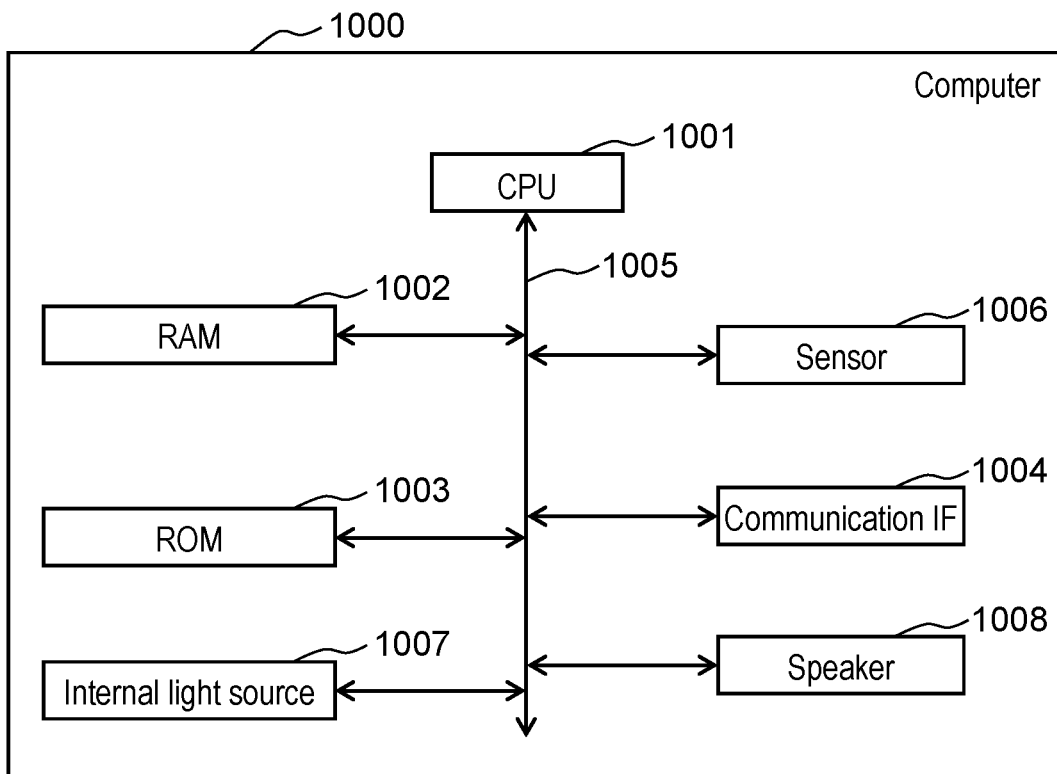 1000
Computer
1001
CPU
1005
1002
RAM
1006
Sensor
1003
ROM
1004
Communication IF
1007
Internal light source
1008
Speaker